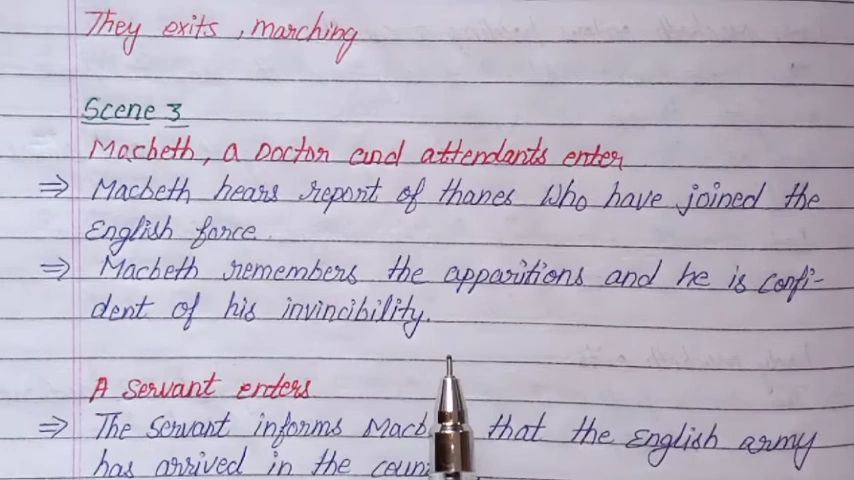 They exits, marching
Scene 3
Macbeth, a Doctor and attendants enter
⇒ Macbeth hears report of thanes who have joined the
English force.
⇒ Macbeth remembers the apparitions and he is confi-
dent of his invincibility.
A servant enters
⇒ The servant informs Macb that the English army
has arrived in the coun